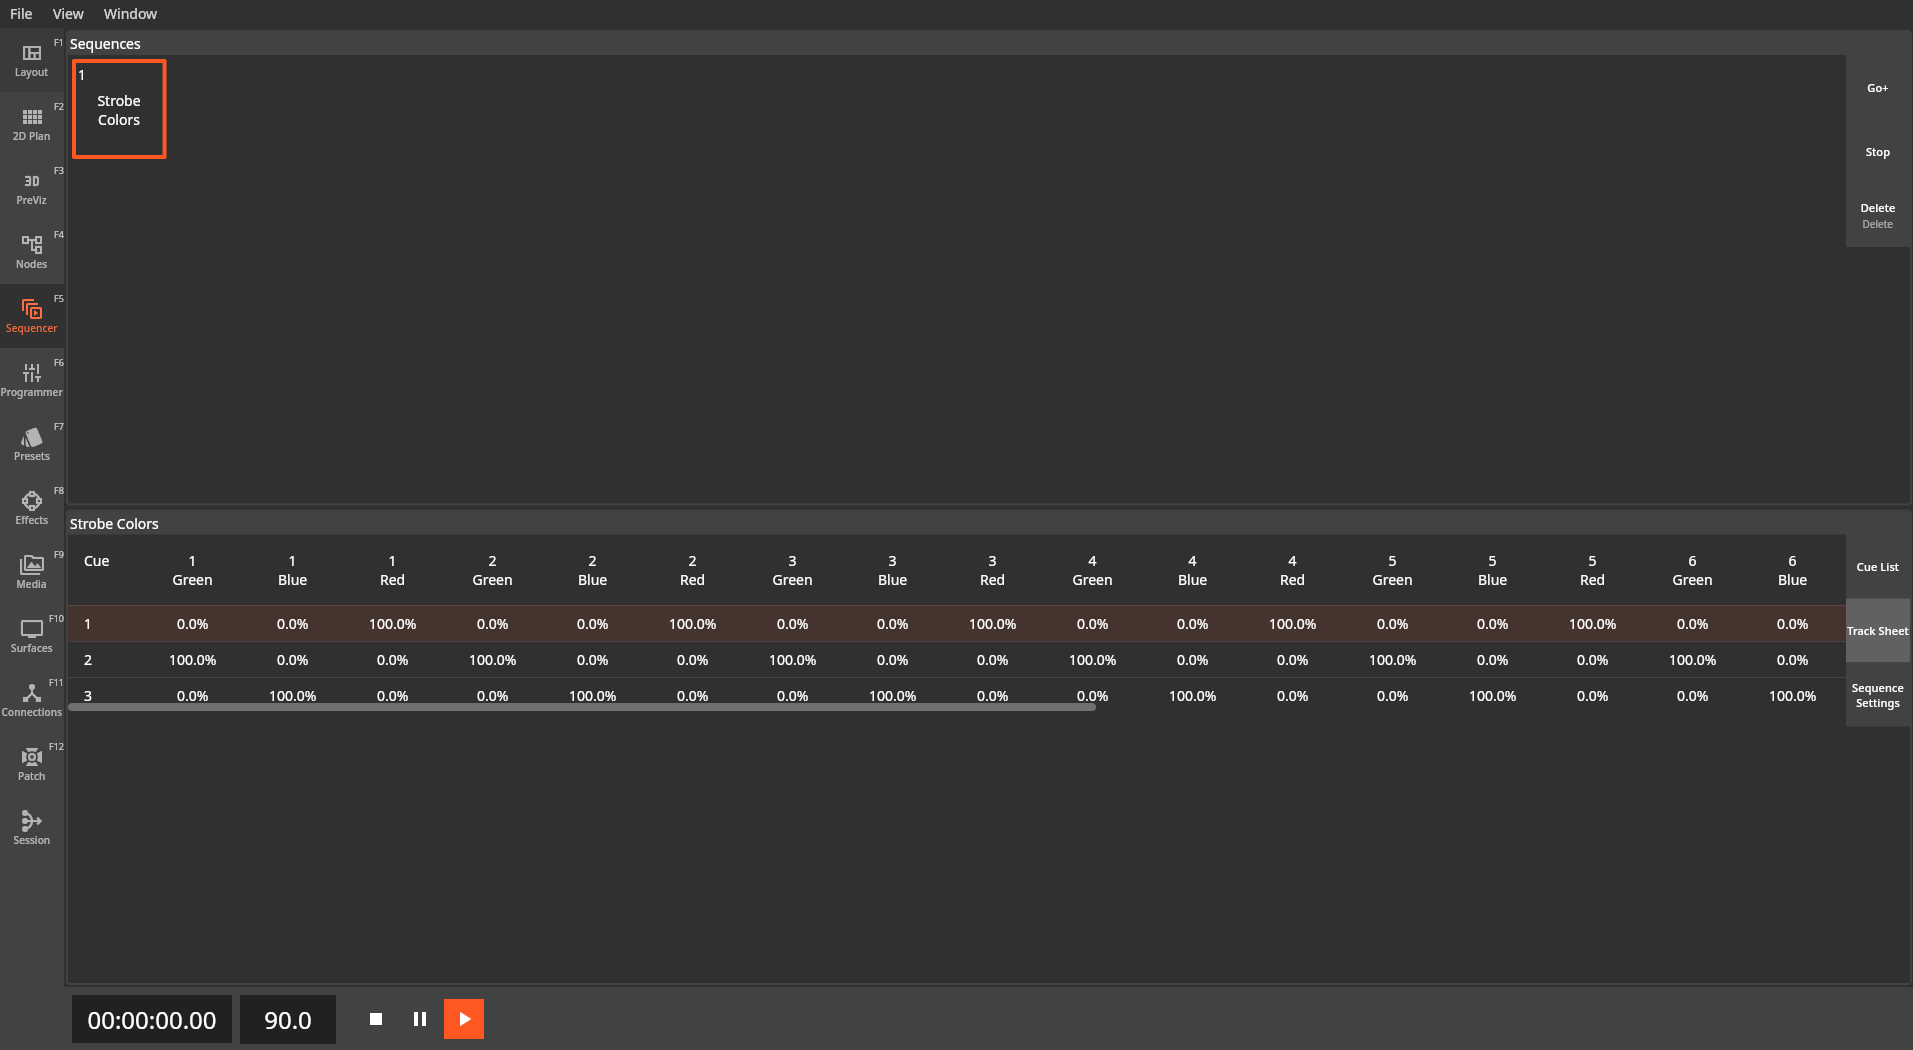 File View Window
F1
Layout
F2
2D Plan
F3
3D
PreViz
F4
Nodes
F5
Sequencer
F6
Programmer
F7
Presets
F8
Effects
F9
Media
F10
Surfaces
F11
Connections
F12
Patch
Session
Sequences
1
Strobe
Colors
Go+
Stop
Delete
Delete
Strobe Colors
Cue 1 1 1 2 2 2 3 3 3 4 4 4 5 5 5 6 6
Green Blue Red Green Blue Red Green Blue Red Green Blue Red Green Blue Red Green Blue
1 0.0% 0.0% 100.0% 0.0% 0.0% 100.0% 0.0% 0.0% 100.0% 0.0% 0.0% 100.0% 0.0% 0.0% 100.0% 0.0% 0.0%
2 100.0% 0.0% 0.0% 100.0% 0.0% 0.0% 100.0% 0.0% 0.0% 100.0% 0.0% 0.0% 100.0% 0.0% 0.0% 100.0% 0.0%
3 0.0% 100.0% 0.0% 0.0% 100.0% 0.0% 0.0% 100.0% 0.0% 0.0% 100.0% 0.0% 0.0% 100.0% 0.0% 0.0% 100.0%
Cue List
Track Sheet
Sequence
Settings
00:00:00.00 90.0